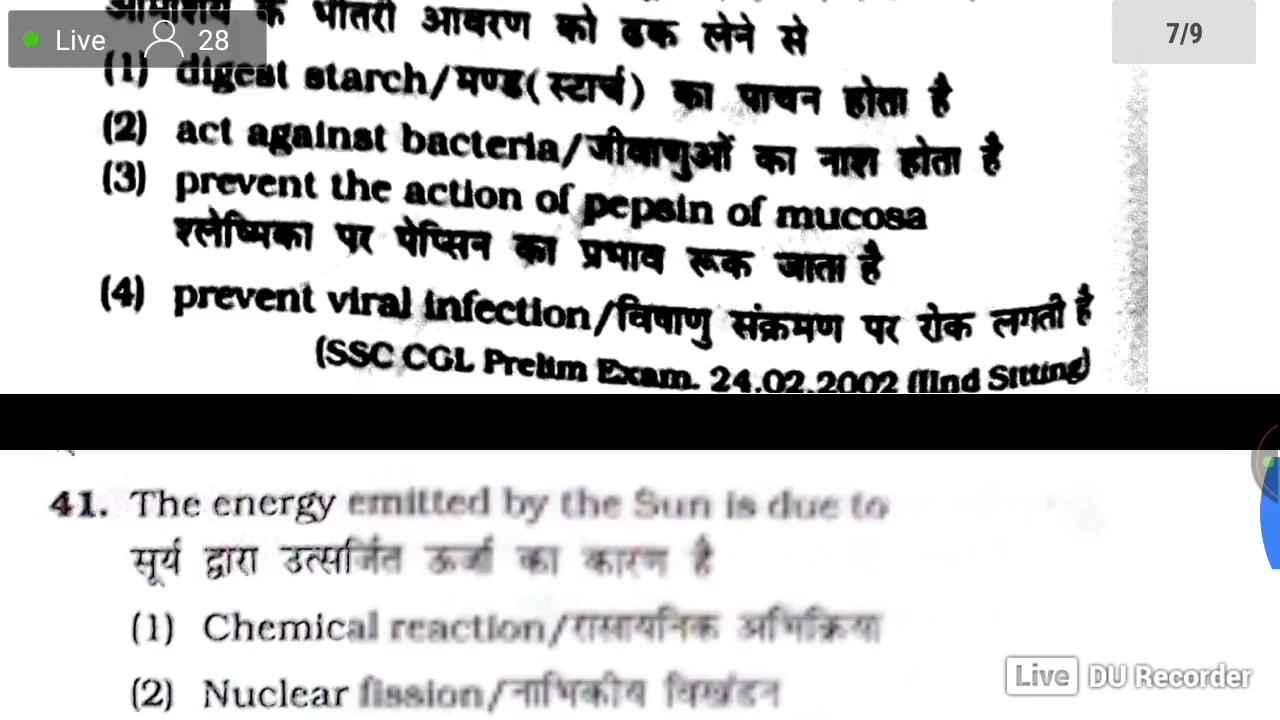 आमाशय के भीतरी आवरण को ढक लेने से
Live 28
7/9
(1) digest starch/मण्ड(स्टार्च) का पाचन होता है
(2) act against bacteria/जीवाणुओं का नाश होता है
(3) prevent the action of pepsin of mucosa
श्लेष्मिका पर पेप्सिन का प्रभाव रूक जाता है
(4) prevent viral infection/विषाणु संक्रमण पर रोक लगती है
(SSC CGL Prelim Exam. 24.02.2002 (IInd Sitting)
41. The energy emitted by the Sun is due to
सूर्य द्वारा उत्सर्जित ऊर्जा का कारण है
(1) Chemical reaction/रासायनिक अभिक्रिया
(2) Nuclear fission/नाभिकीय विखंडन
Live DU Recorder